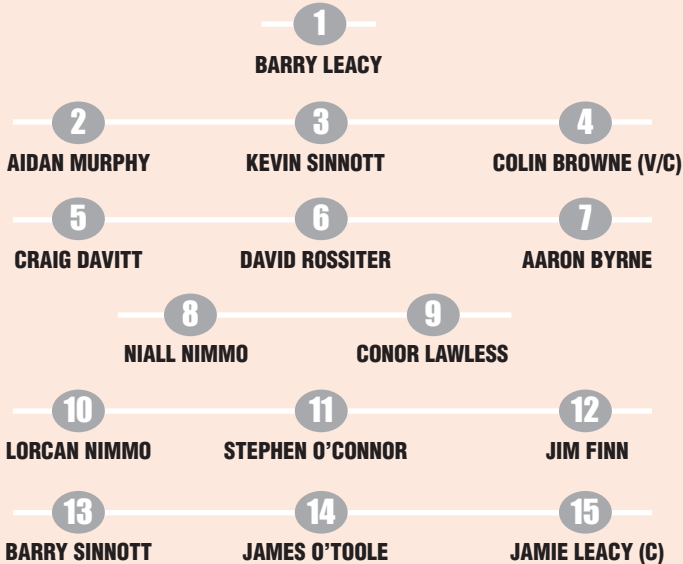 1
BARRY LEACY
2 3 4
AIDAN MURPHY KEVIN SINNOTT COLIN BROWNE (V/C)
5 6 7
CRAIG DAVITT DAVID ROSSITER AARON BYRNE
8 9
NIALL NIMMO CONOR LAWLESS
10 11 12
LORCAN NIMMO STEPHEN O'CONNOR JIM FINN
13 14 15
BARRY SINNOTT JAMES O'TOOLE JAMIE LEACY (C)